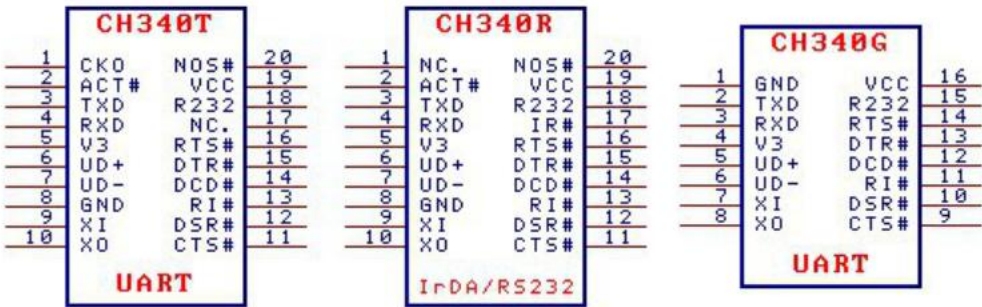 CH340T
1 CKO NOS# 20
2 ACT# VCC 19
3 TXD R232 18
4 RXD NC. 17
5 V3 RTS# 16
6 UD+ DTR# 15
7 UD- DCD# 14
8 GND RI# 13
9 XI DSR# 12
10 XO CTS# 11
UART
CH340R
1 NC. NOS# 20
2 ACT# VCC 19
3 TXD R232 18
4 RXD IR# 17
5 V3 RTS# 16
6 UD+ DTR# 15
7 UD- DCD# 14
8 GND RI# 13
9 XI DSR# 12
10 XO CTS# 11
IrDA/RS232
CH340G
1 GND VCC 16
2 TXD R232 15
3 RXD RTS# 14
4 V3 DTR# 13
5 UD+ DCD# 12
6 UD- RI# 11
7 XI DSR# 10
8 XO CTS# 9
UART